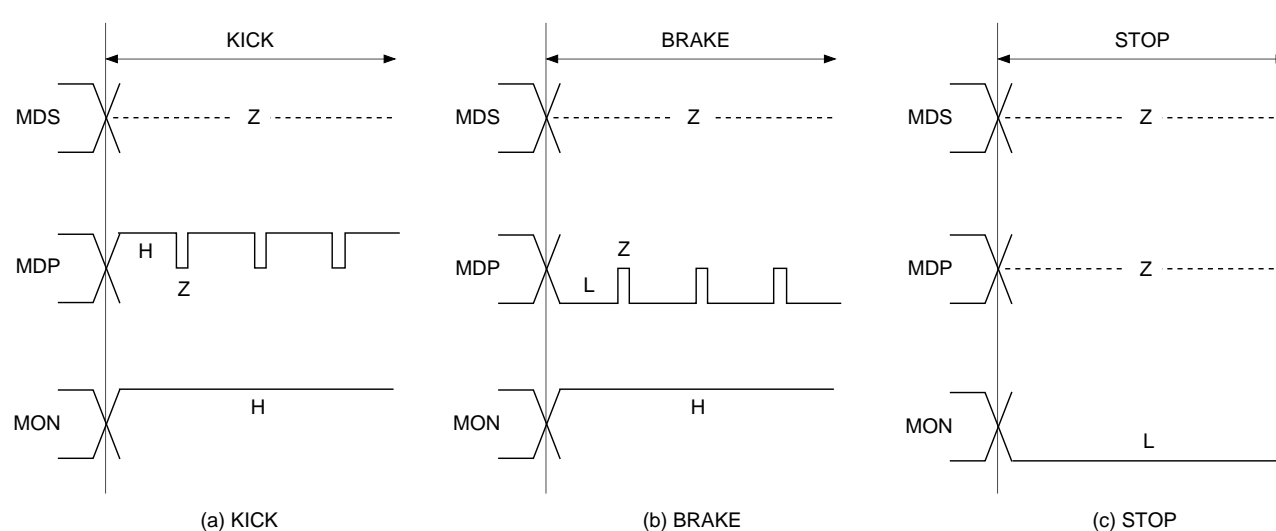 KICK
MDS
Z
MDP
H
Z
MON
H
(a) KICK
BRAKE
MDS
Z
MDP
Z
L
MON
H
(b) BRAKE
STOP
MDS
Z
MDP
Z
MON
L
(c) STOP